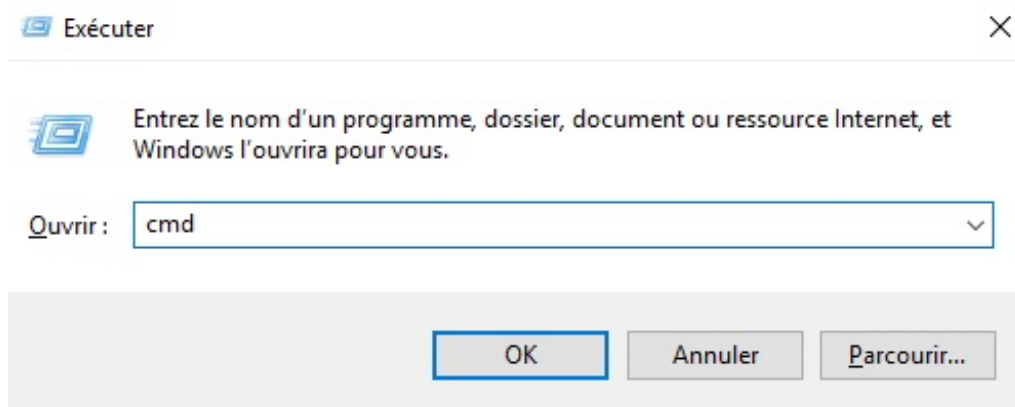 Exécuter
Entrez le nom d'un programme, dossier, document ou ressource Internet, et
Windows l'ouvrira pour vous.
Ouvrir : cmd
OK Annuler Parcourir...